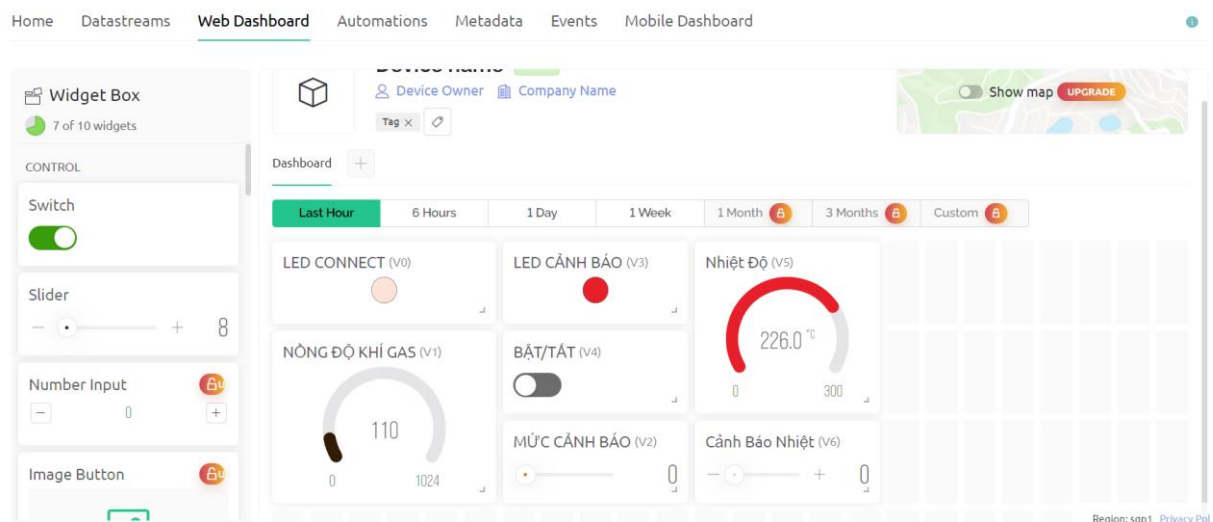 Home Datastreams Web Dashboard Automations Metadata Events Mobile Dashboard
Widget Box
7 of 10 widgets
CONTROL
Switch
Slider
8
Number Input
0
Image Button
Device name
Device Owner Company Name
Tag ×
Show map UPGRADE
Dashboard +
Last Hour 6 Hours 1 Day 1 Week 1 Month 3 Months Custom
LED CONNECT (V0)
LED CẢNH BÁO (V3)
Nhiệt Độ (V5)
226.0 °C
0 300
NỒNG ĐỘ KHÍ GAS (V1)
110
0 1024
BẬT/TẮT (V4)
MỨC CẢNH BÁO (V2)
0
Cảnh Báo Nhiệt (V6)
0
Region: sgp1 Privacy Pol